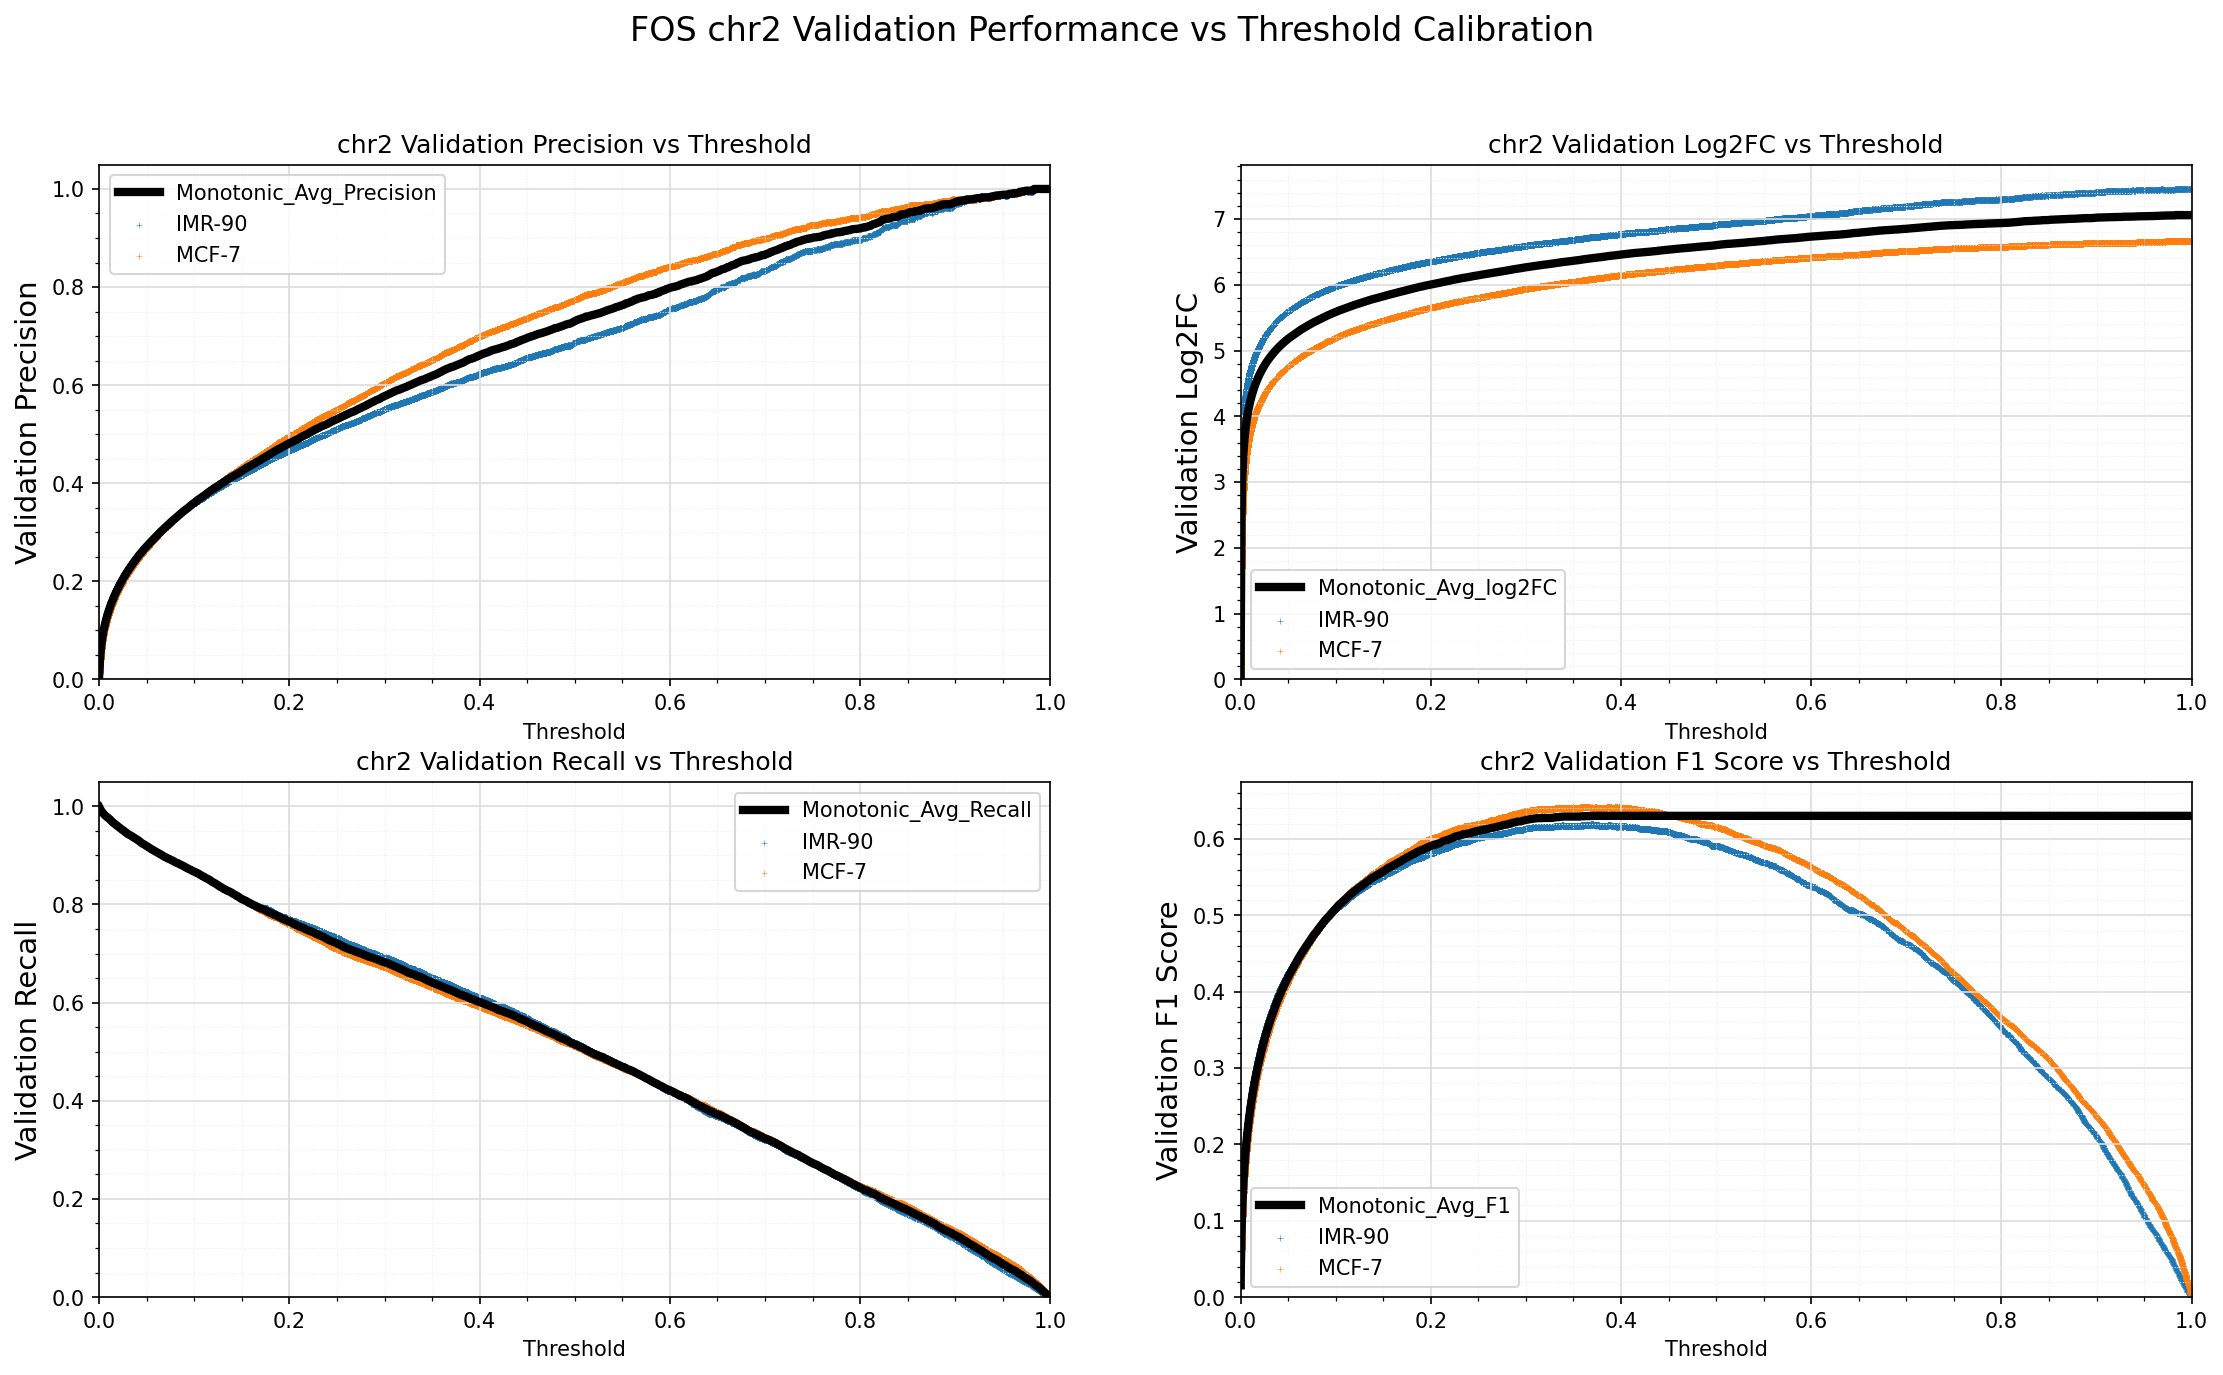 FOS chr2 Validation Performance vs Threshold Calibration
chr2 Validation Precision vs Threshold
Validation Precision
1.0
0.8
0.6
0.4
0.2
0.0
Monotonic_Avg_Precision
IMR-90
MCF-7
0.0 0.2 0.4 0.6 0.8 1.0
Threshold
chr2 Validation Log2FC vs Threshold
Validation Log2FC
7
6
5
4
3
2
1
0
Monotonic_Avg_log2FC
IMR-90
MCF-7
0.0 0.2 0.4 0.6 0.8 1.0
Threshold
chr2 Validation Recall vs Threshold
Validation Recall
1.0
0.8
0.6
0.4
0.2
0.0
Monotonic_Avg_Recall
IMR-90
MCF-7
0.0 0.2 0.4 0.6 0.8 1.0
Threshold
chr2 Validation F1 Score vs Threshold
Validation F1 Score
0.6
0.5
0.4
0.3
0.2
0.1
0.0
Monotonic_Avg_F1
IMR-90
MCF-7
0.0 0.2 0.4 0.6 0.8 1.0
Threshold